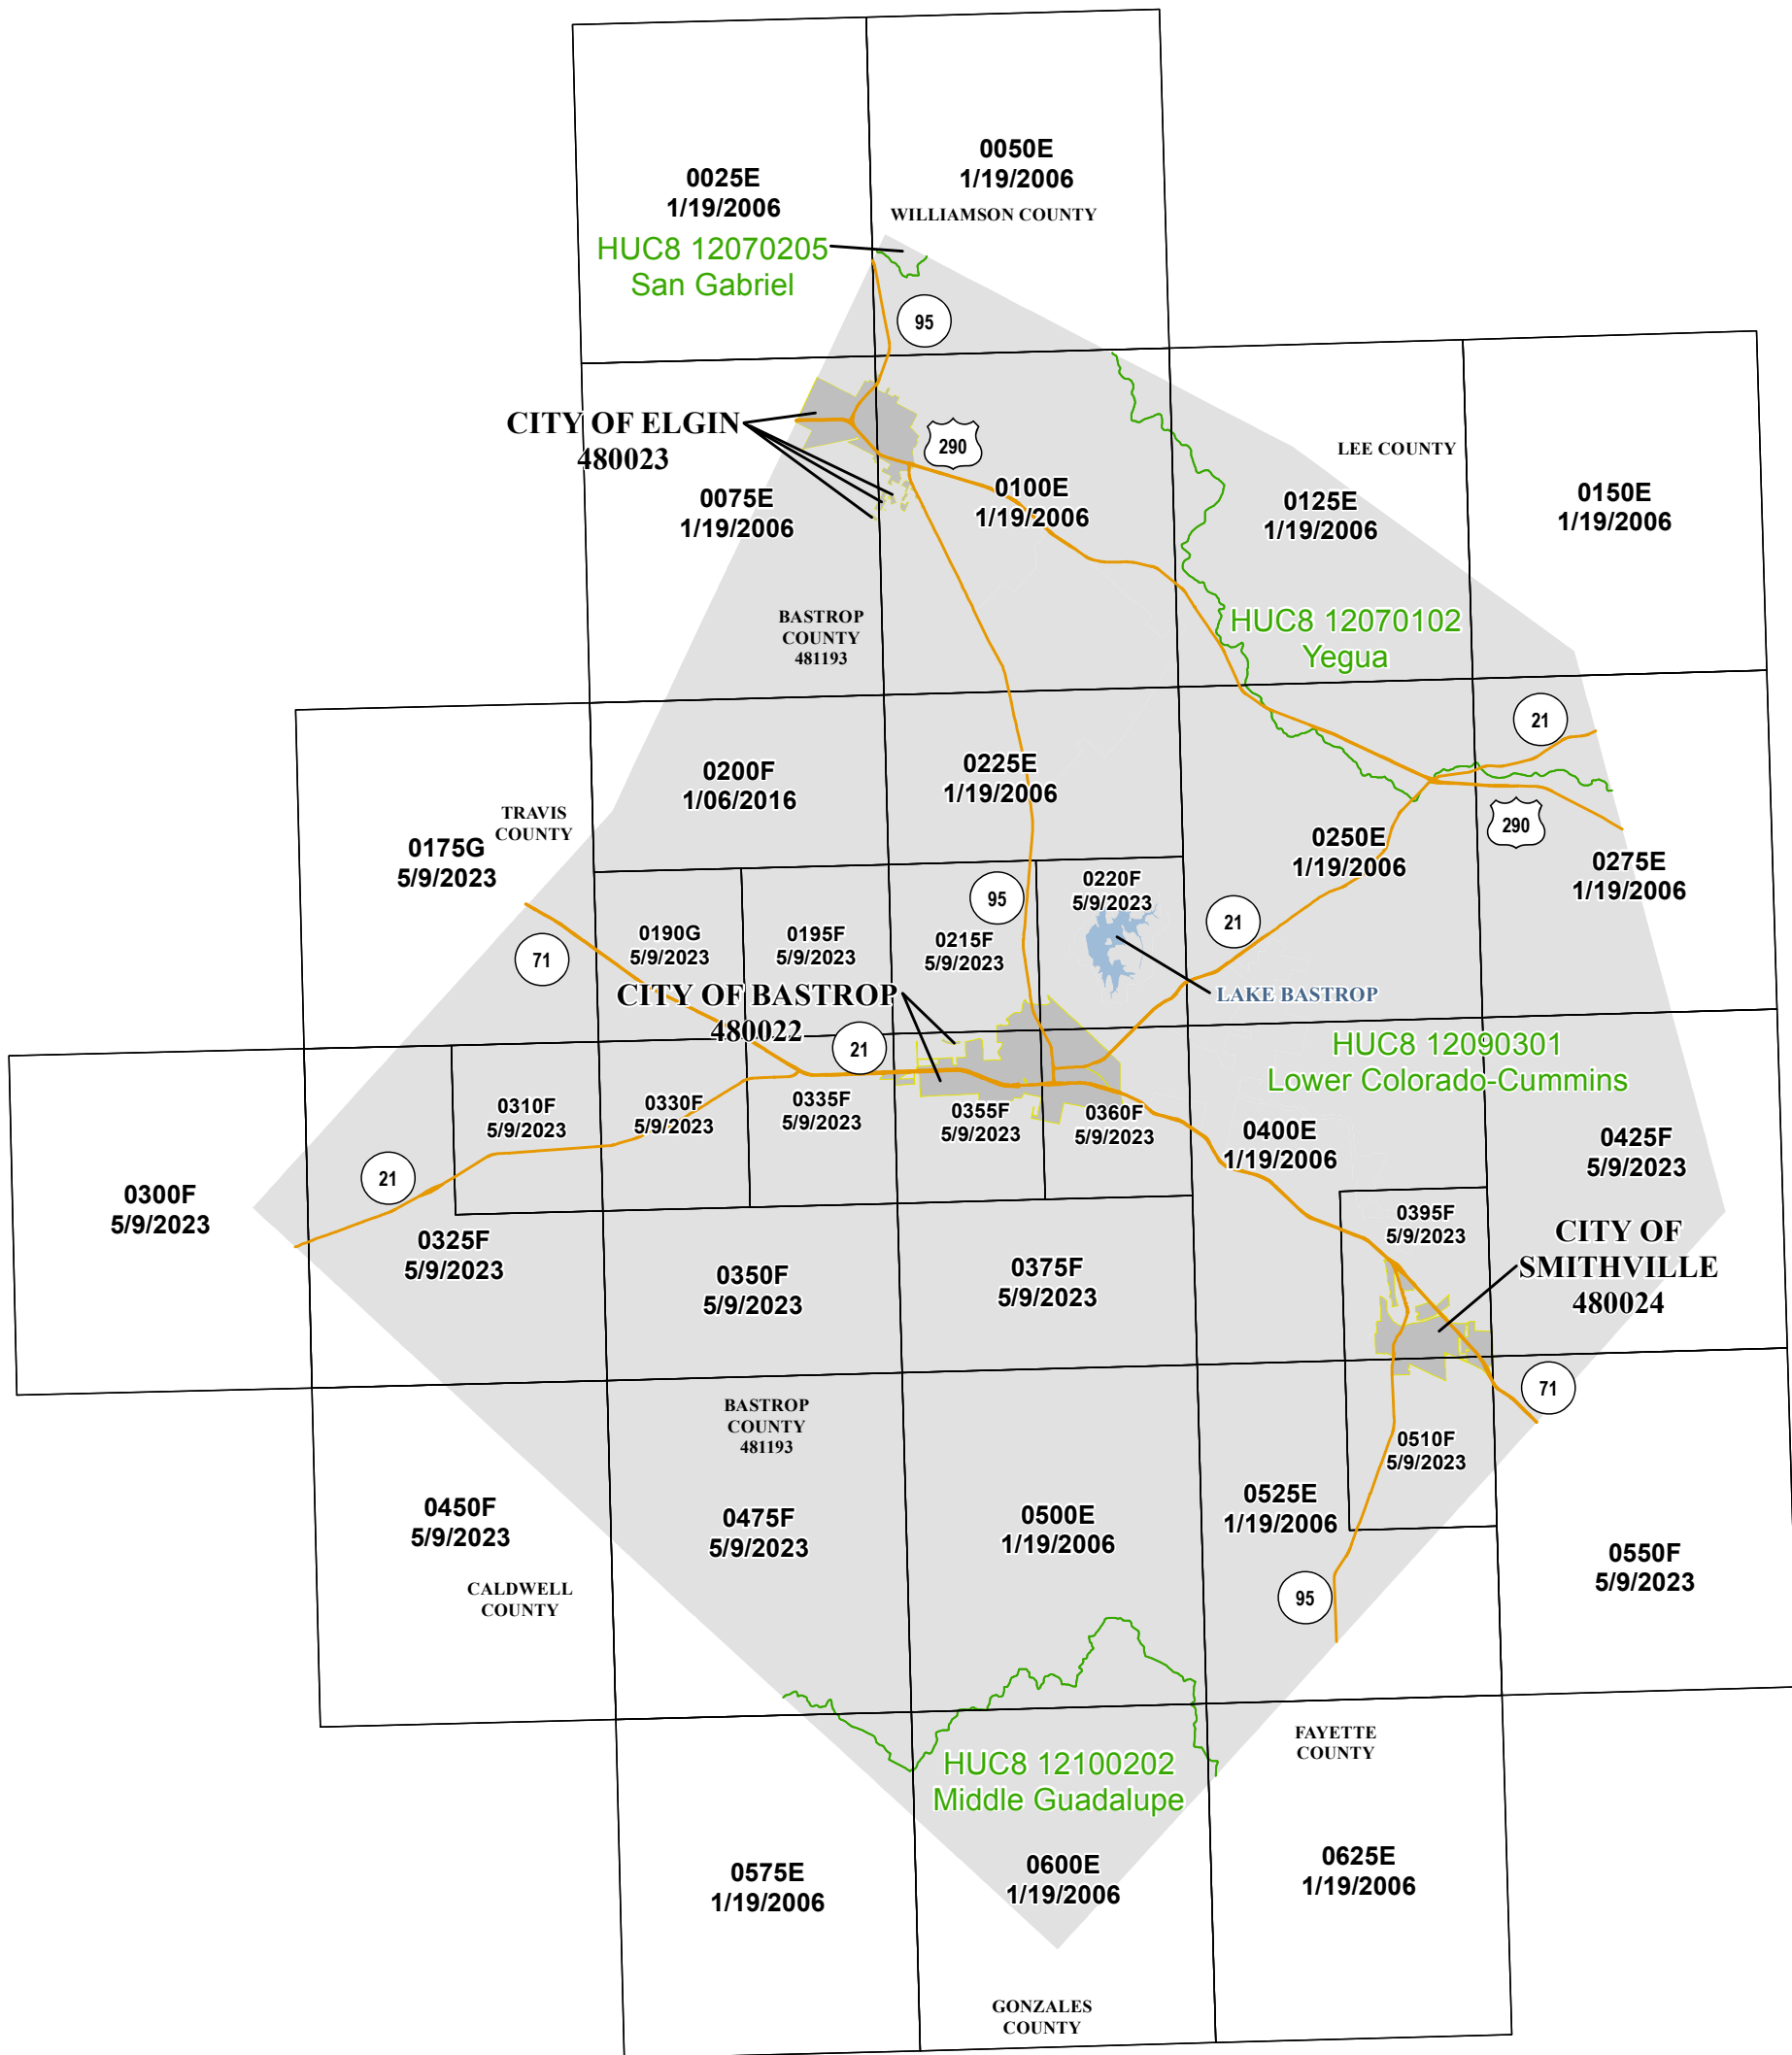 0050E
1/19/2006
WILLIAMSON COUNTY
0025E
1/19/2006
HUC8 12070205
San Gabriel
95
CITY OF ELGIN
480023
290
LEE COUNTY
0075E
1/19/2006
0100E
1/19/2006
0125E
1/19/2006
0150E
1/19/2006
BASTROP
COUNTY
481193
HUC8 12070102
Yegua
21
0200F
1/06/2016
0225E
1/19/2006
TRAVIS
COUNTY
0175G
5/9/2023
290
0250E
1/19/2006
0275E
1/19/2006
95
0220F
5/9/2023
21
0190G
5/9/2023
0195F
5/9/2023
0215F
5/9/2023
71
CITY OF BASTROP
480022
LAKE BASTROP
21
HUC8 12090301
Lower Colorado-Cummins
0310F
5/9/2023
0330F
5/9/2023
0335F
5/9/2023
0355F
5/9/2023
0360F
5/9/2023
0400E
1/19/2006
0425F
5/9/2023
0300F
5/9/2023
21
0325F
5/9/2023
0395F
5/9/2023
CITY OF
SMITHVILLE
480024
0350F
5/9/2023
0375F
5/9/2023
71
BASTROP
COUNTY
481193
0510F
5/9/2023
0450F
5/9/2023
0475F
5/9/2023
0500E
1/19/2006
0525E
1/19/2006
0550F
5/9/2023
CALDWELL
COUNTY
95
FAYETTE
COUNTY
HUC8 12100202
Middle Guadalupe
0575E
1/19/2006
0600E
1/19/2006
0625E
1/19/2006
GONZALES
COUNTY